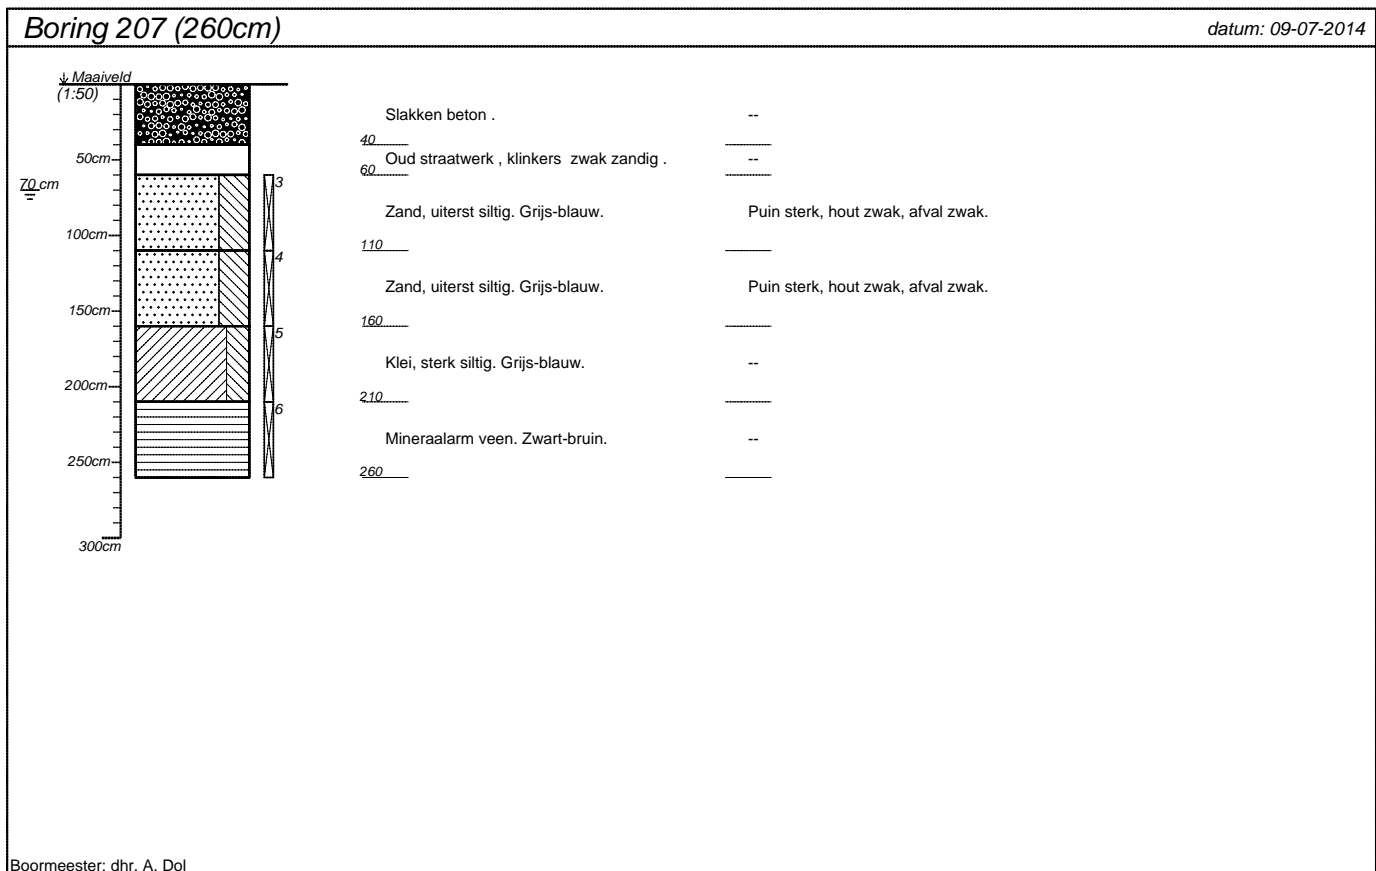 Boring 207 (260cm)
datum: 09-07-2014
Maaiveld
(1:50)
Slakken beton . --
40
50cm Oud straatwerk , klinkers zwak zandig . --
60
70 cm
3
Zand, uiterst siltig. Grijs-blauw. Puin sterk, hout zwak, afval zwak.
100cm
110
4
Zand, uiterst siltig. Grijs-blauw. Puin sterk, hout zwak, afval zwak.
150cm
160
5
Klei, sterk siltig. Grijs-blauw. --
200cm
210
6
Mineraalarm veen. Zwart-bruin. --
250cm
260
300cm
Boormeester: dhr. A. Dol